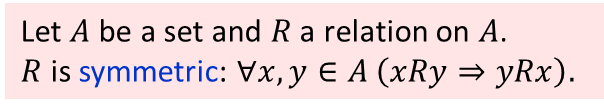 Let A be a set and R a relation on A.
R is symmetric: ∀x, y ∈ A (xRy ⇒ yRx).